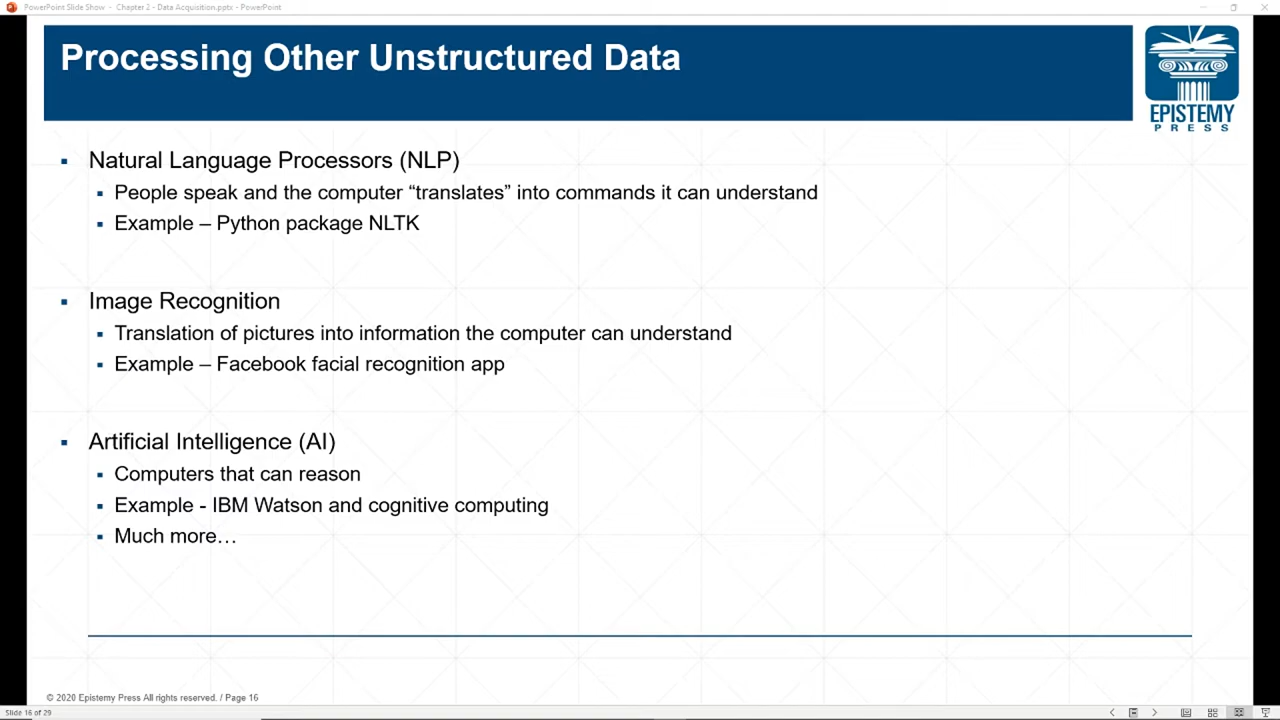 PowerPoint Slide Show - Chapter 2 - Data Acquisition.pptx - PowerPoint
Processing Other Unstructured Data
EPISTEMY
PRESS
▪ Natural Language Processors (NLP)
▪ People speak and the computer “translates” into commands it can understand
▪ Example – Python package NLTK
▪ Image Recognition
▪ Translation of pictures into information the computer can understand
▪ Example – Facebook facial recognition app
▪ Artificial Intelligence (AI)
▪ Computers that can reason
▪ Example - IBM Watson and cognitive computing
▪ Much more…
© 2020 Epistemy Press All rights reserved. / Page 16
Slide 16 of 29